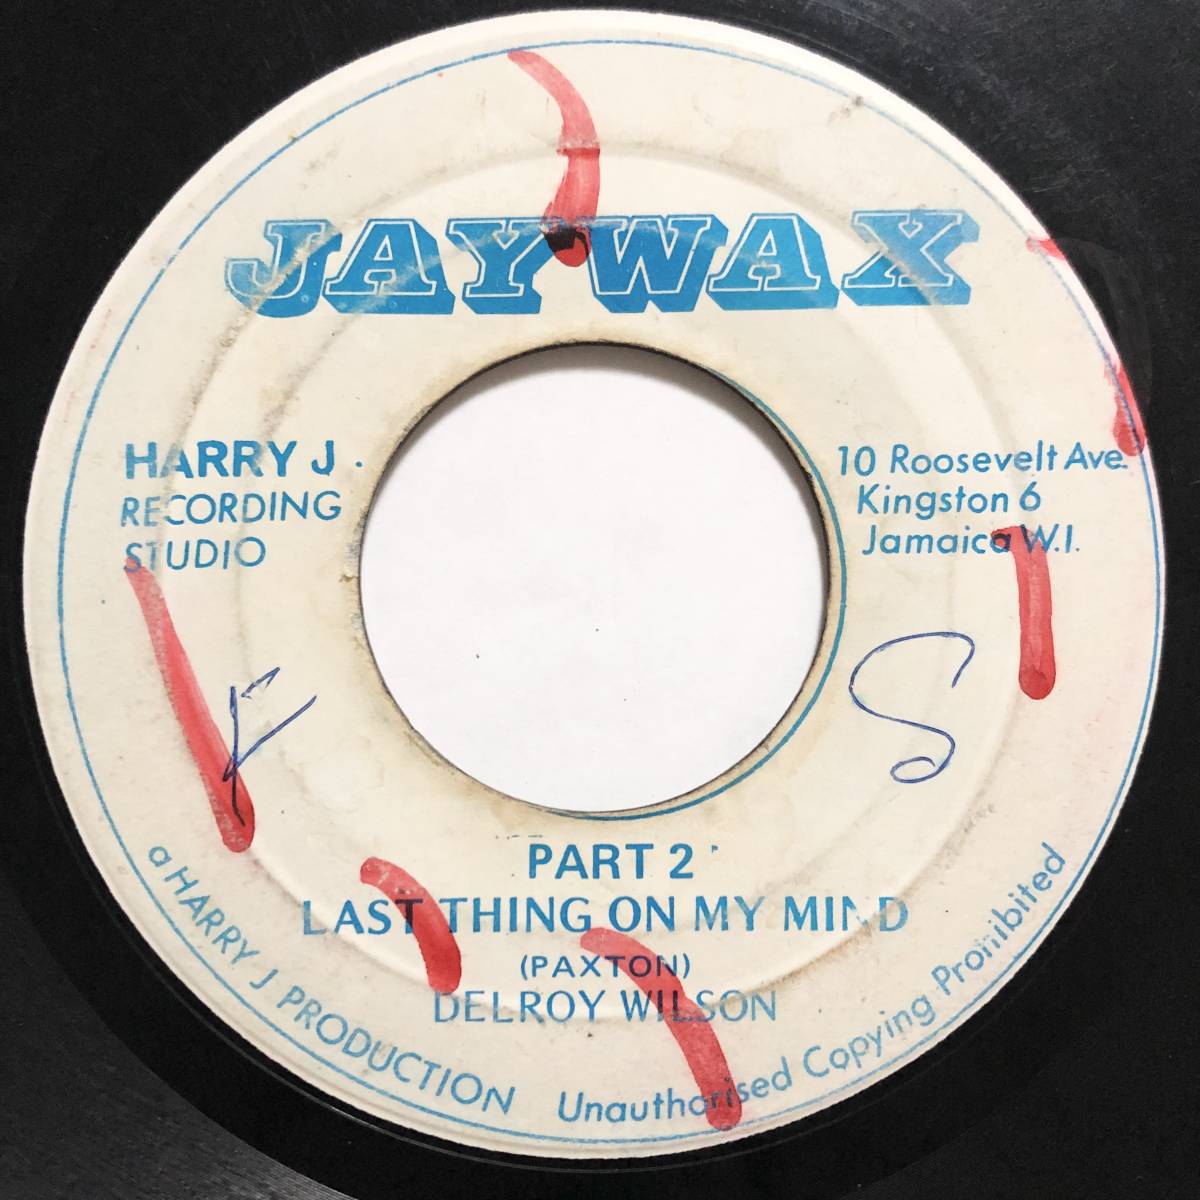 JAYWAX
HARRY J.
RECORDING
STUDIO
10 Roosevelt Ave.
Kingston 6
Jamaica W.I.
F S
PART 2
LAST THING ON MY MIND
(PAXTON)
DELROY WILSON
a HARRY J PRODUCTION Unauthorised Copying Prohibited